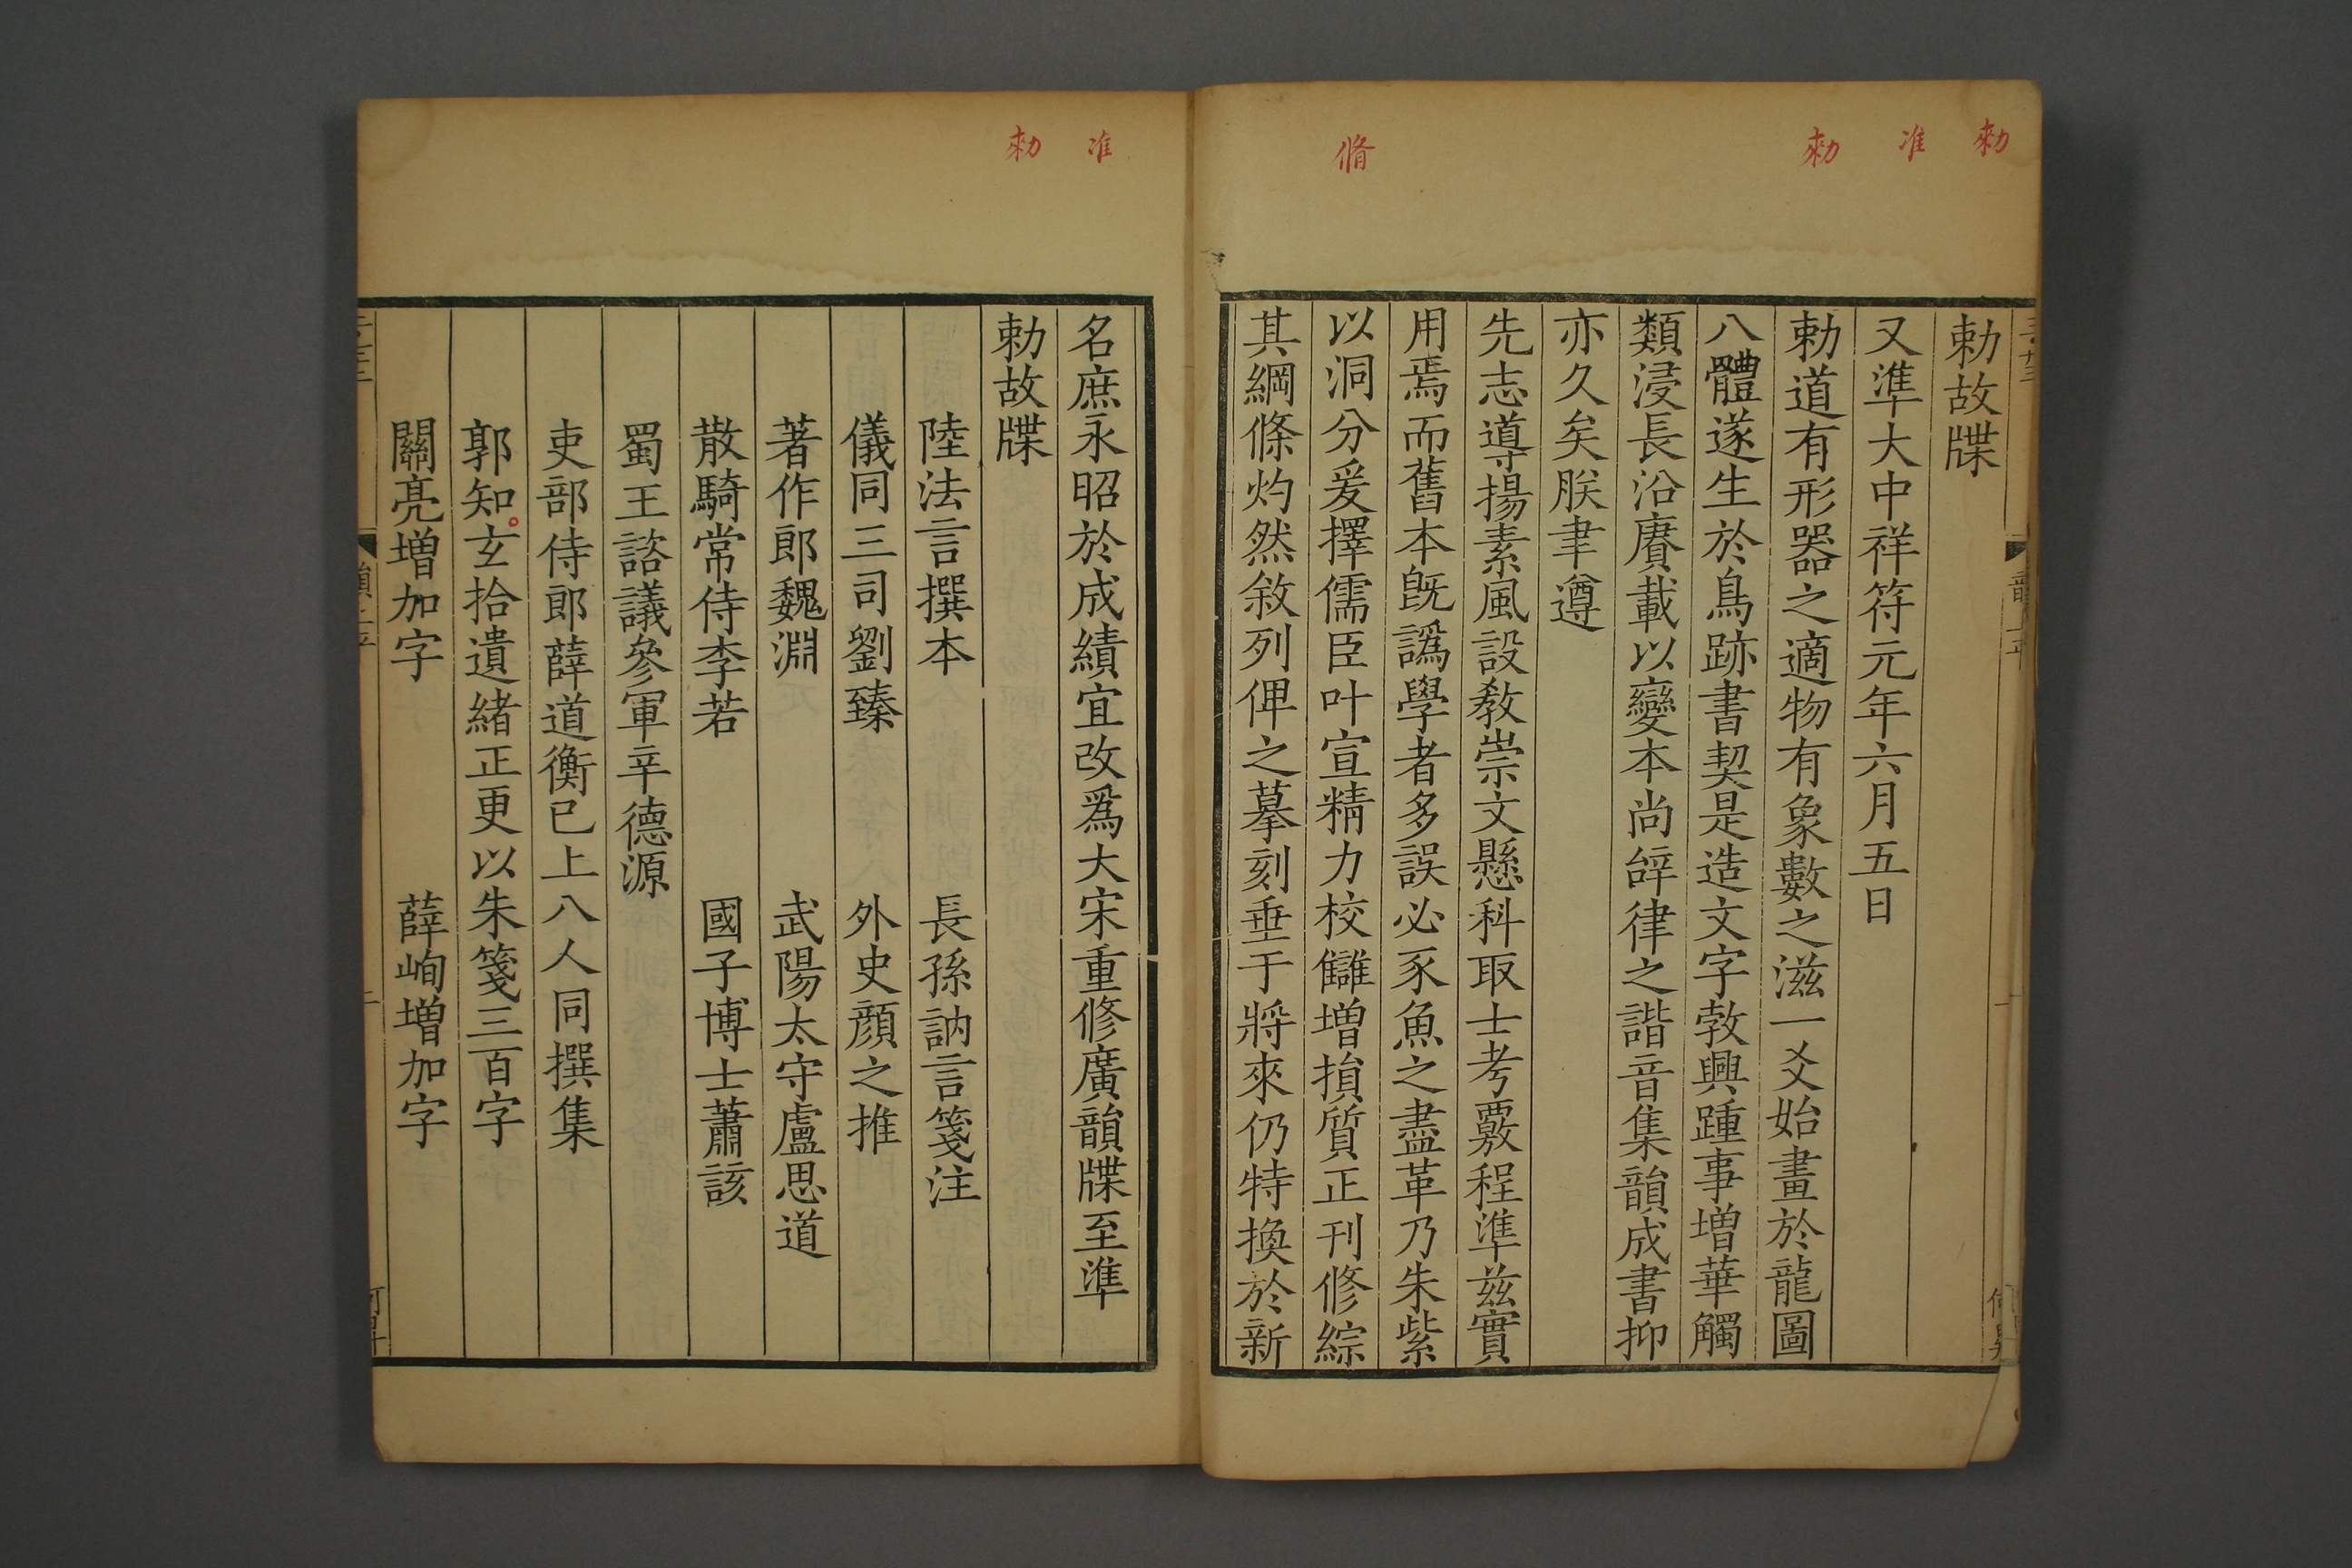 勑 准 勑 脩
勅故牒
又準大中祥符元年六月五日
勅道有形器之適物有象數之滋一爻始畫於龍圖
八體遂生於鳥跡書契是造文字敎興踵事增華觸
類浸長沿賡載以變本尚辝律之諧音集韻成書抑
亦久矣朕聿遵
先志導揚素風設敎崇文懸科取士考覈程準兹實
用焉而舊本旣譌學者多誤必豕魚之盡革乃朱紫
以洞分爰擇儒臣叶宣精力校讎增損質正刊修綜
其綱條灼然敘列俾之摹刻垂于將來仍特換於新
准 勑
名庶永昭於成績宜改爲大宋重修廣韻牒至準
勅故牒
陸法言撰本 長孫訥言箋注
儀同三司劉臻 外史顔之推
著作郎魏淵 武陽太守盧思道
散騎常侍李若 國子博士蕭該
蜀王諮議參軍辛德源
吏部侍郎薛道衡已上八人同撰集
郭知玄拾遺緒正更以朱箋三百字
關亮增加字 薛峋增加字